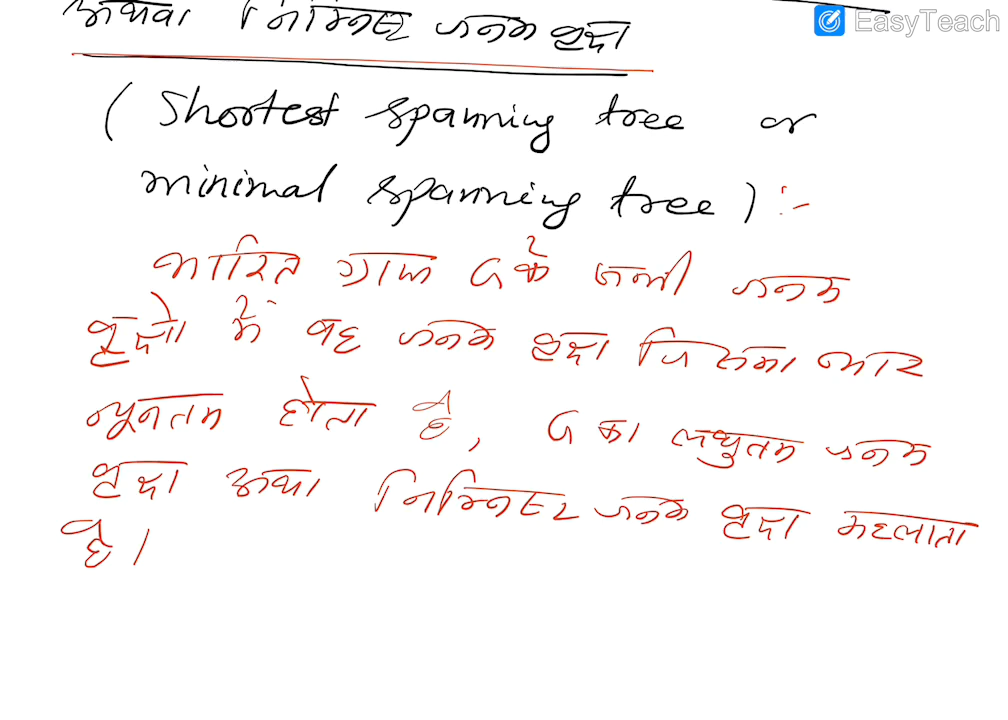 अथवा निम्निष्ट जनक वृक्ष
EasyTeach
( Shortest spanning tree or
minimal spanning tree ) :-
भारित ग्राफ G के सभी जनक
वृक्षों में वह जनक वृक्ष जिसका भार
न्यूनतम होता है, G का लघुतम जनक
वृक्ष अथवा निम्निष्ट जनक वृक्ष कहलाता
है।